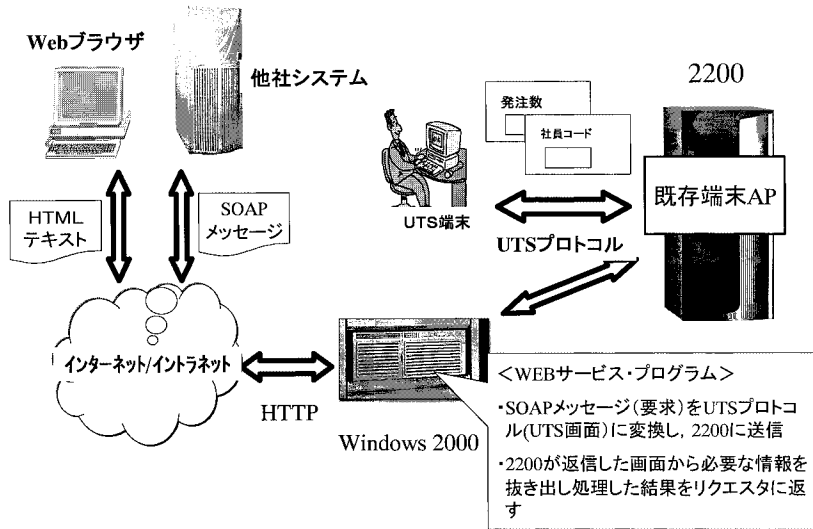 Webブラウザ
他社システム
2200
発注数
社員コード
既存端末AP
HTML
テキスト
SOAP
メッセージ
UTS端末
UTSプロトコル
インターネット/イントラネット
HTTP
Windows 2000
＜WEBサービス・プログラム＞
・SOAPメッセージ（要求）をUTSプロトコ
ル(UTS画面）に変換し，2200に送信
・2200が返信した画面から必要な情報を
抜き出し処理した結果をリクエスタに返
す